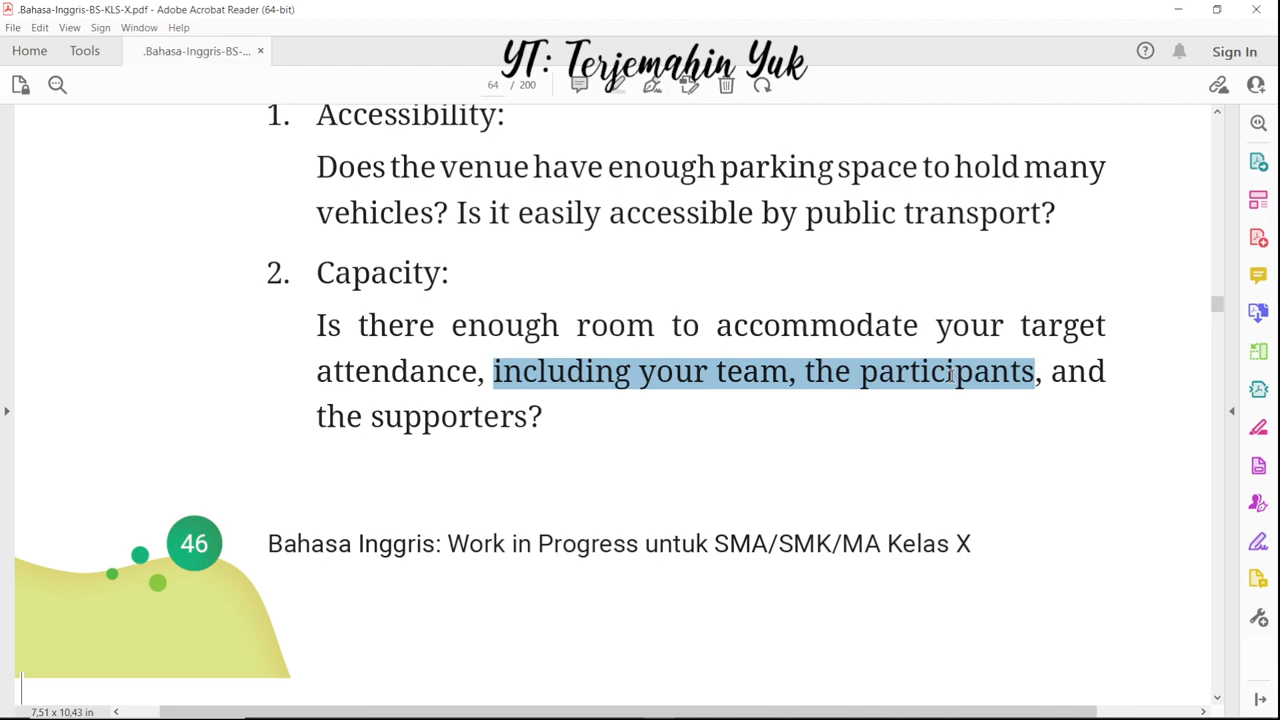 .Bahasa-Inggris-BS-KLS-X.pdf - Adobe Acrobat Reader (64-bit)
File Edit View Sign Window Help
Home Tools .Bahasa-Inggris-BS-... × Sign In
YT: Terjemahin Yuk
64 / 200
1. Accessibility:
Does the venue have enough parking space to hold many
vehicles? Is it easily accessible by public transport?
2. Capacity:
Is there enough room to accommodate your target
attendance, including your team, the participants, and
the supporters?
46 Bahasa Inggris: Work in Progress untuk SMA/SMK/MA Kelas X
7,51 x 10,43 in